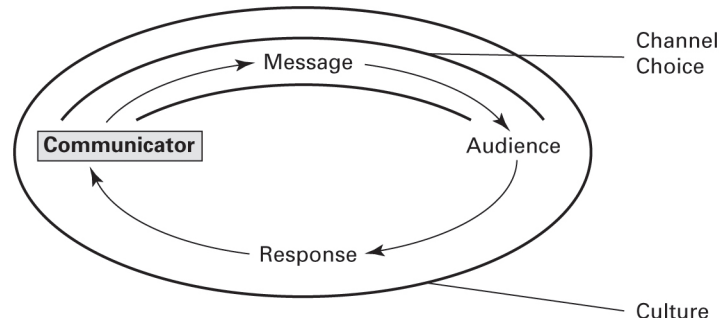 Channel
Choice
Message
Communicator
Audience
Response
Culture